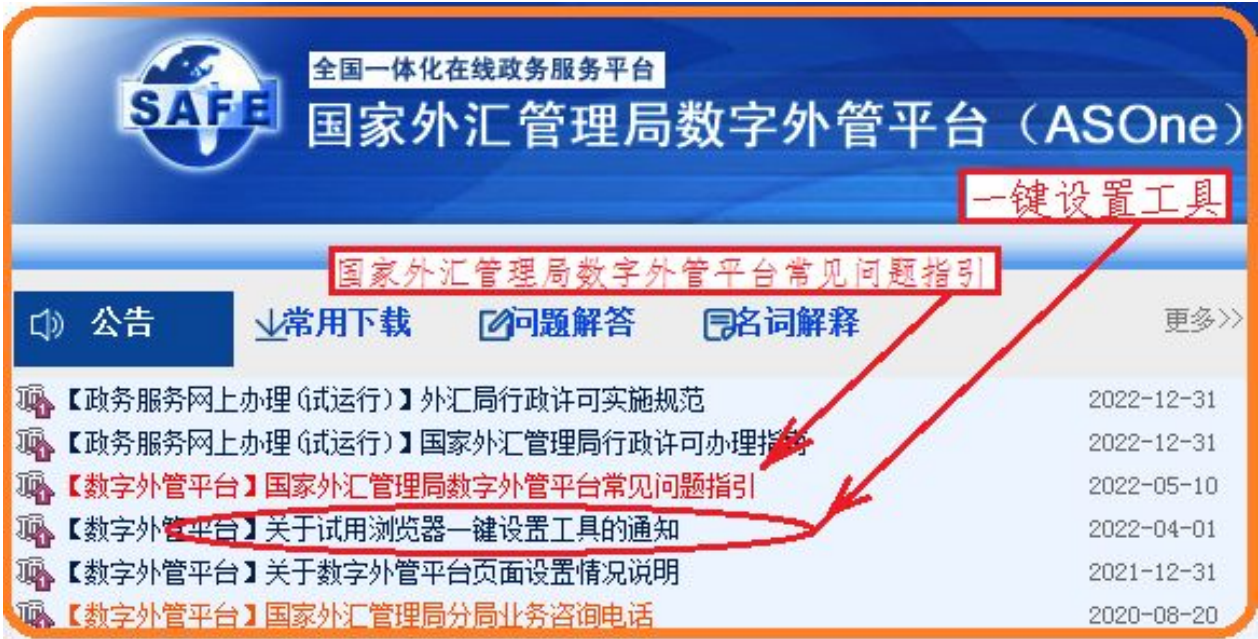 SAFE
全国一体化在线政务服务平台
国家外汇管理局数字外管平台（ASOne）
一键设置工具
国家外汇管理局数字外管平台常见问题指引
公告 常用下载 问题解答 名词解释 更多>>
顶 【政务服务网上办理(试运行)】外汇局行政许可实施规范 2022-12-31
顶 【政务服务网上办理(试运行)】国家外汇管理局行政许可办理指南 2022-12-31
顶 【数字外管平台】国家外汇管理局数字外管平台常见问题指引 2022-05-10
顶 【数字外管平台】关于试用浏览器一键设置工具的通知 2022-04-01
顶 【数字外管平台】关于数字外管平台页面设置情况说明 2021-12-31
顶 【数字外管平台】国家外汇管理局分局业务咨询电话 2020-08-20